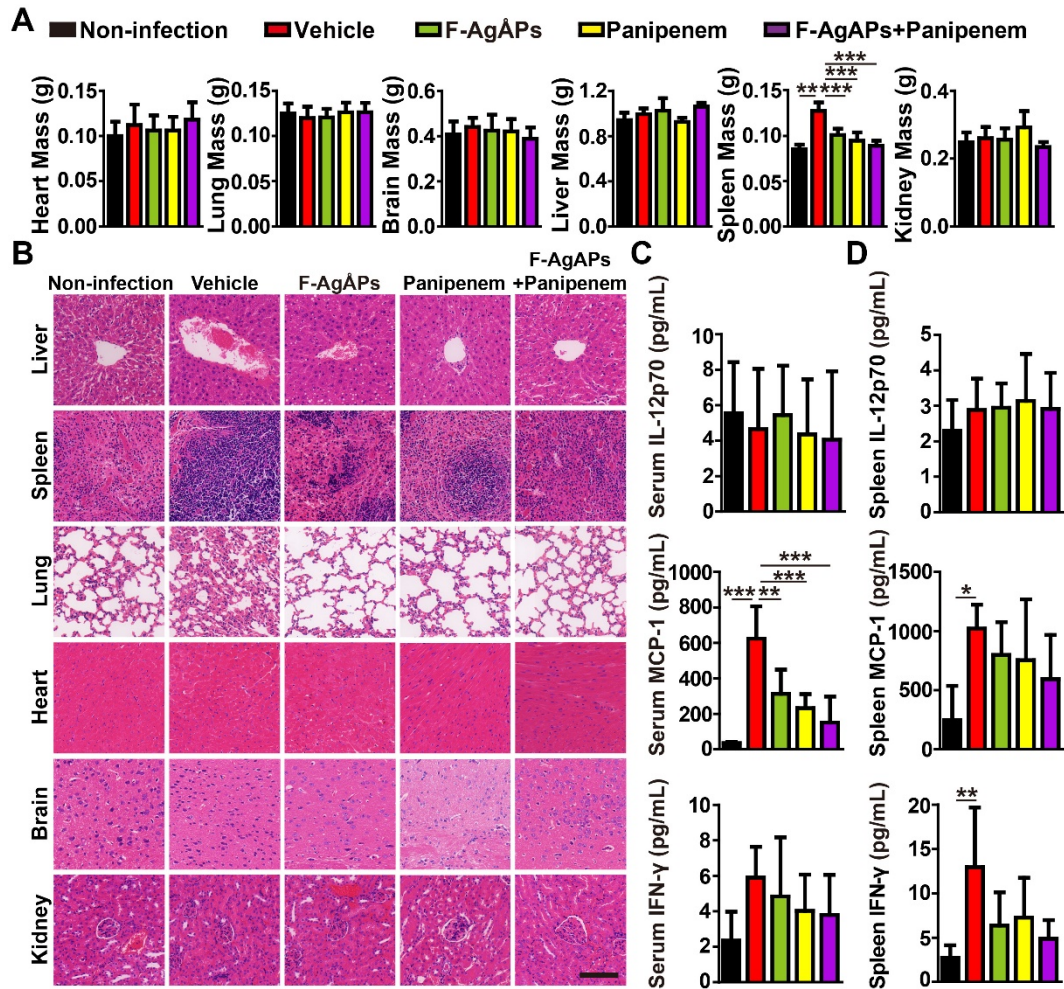 A
Non-infection Vehicle F-AgÅPs Panipenem F-AgAPs+Panipenem
Heart Mass (g)
0.15
0.10
0.05
0.00
Lung Mass (g)
0.15
0.10
0.05
0.00
Brain Mass (g)
0.6
0.4
0.2
0.0
Liver Mass (g)
1.2
0.9
0.6
0.3
0.0
Spleen Mass (g)
0.15
0.10
0.05
0.00
***
***
*****
Kidney Mass (g)
0.4
0.2
0.0
B
Non-infection Vehicle F-AgÅPs Panipenem F-AgAPs
+Panipenem
Liver
Spleen
Lung
Heart
Brain
Kidney
C
Serum IL-12p70 (pg/mL)
10
8
6
4
2
0
Serum MCP-1 (pg/mL)
1000
800
600
400
200
0
***
***
*** **
Serum IFN-γ (pg/mL)
10
8
6
4
2
0
D
Spleen IL-12p70 (pg/mL)
5
4
3
2
1
0
Spleen MCP-1 (pg/mL)
1500
1000
500
0
*
Spleen IFN-γ (pg/mL)
20
15
10
5
0
**